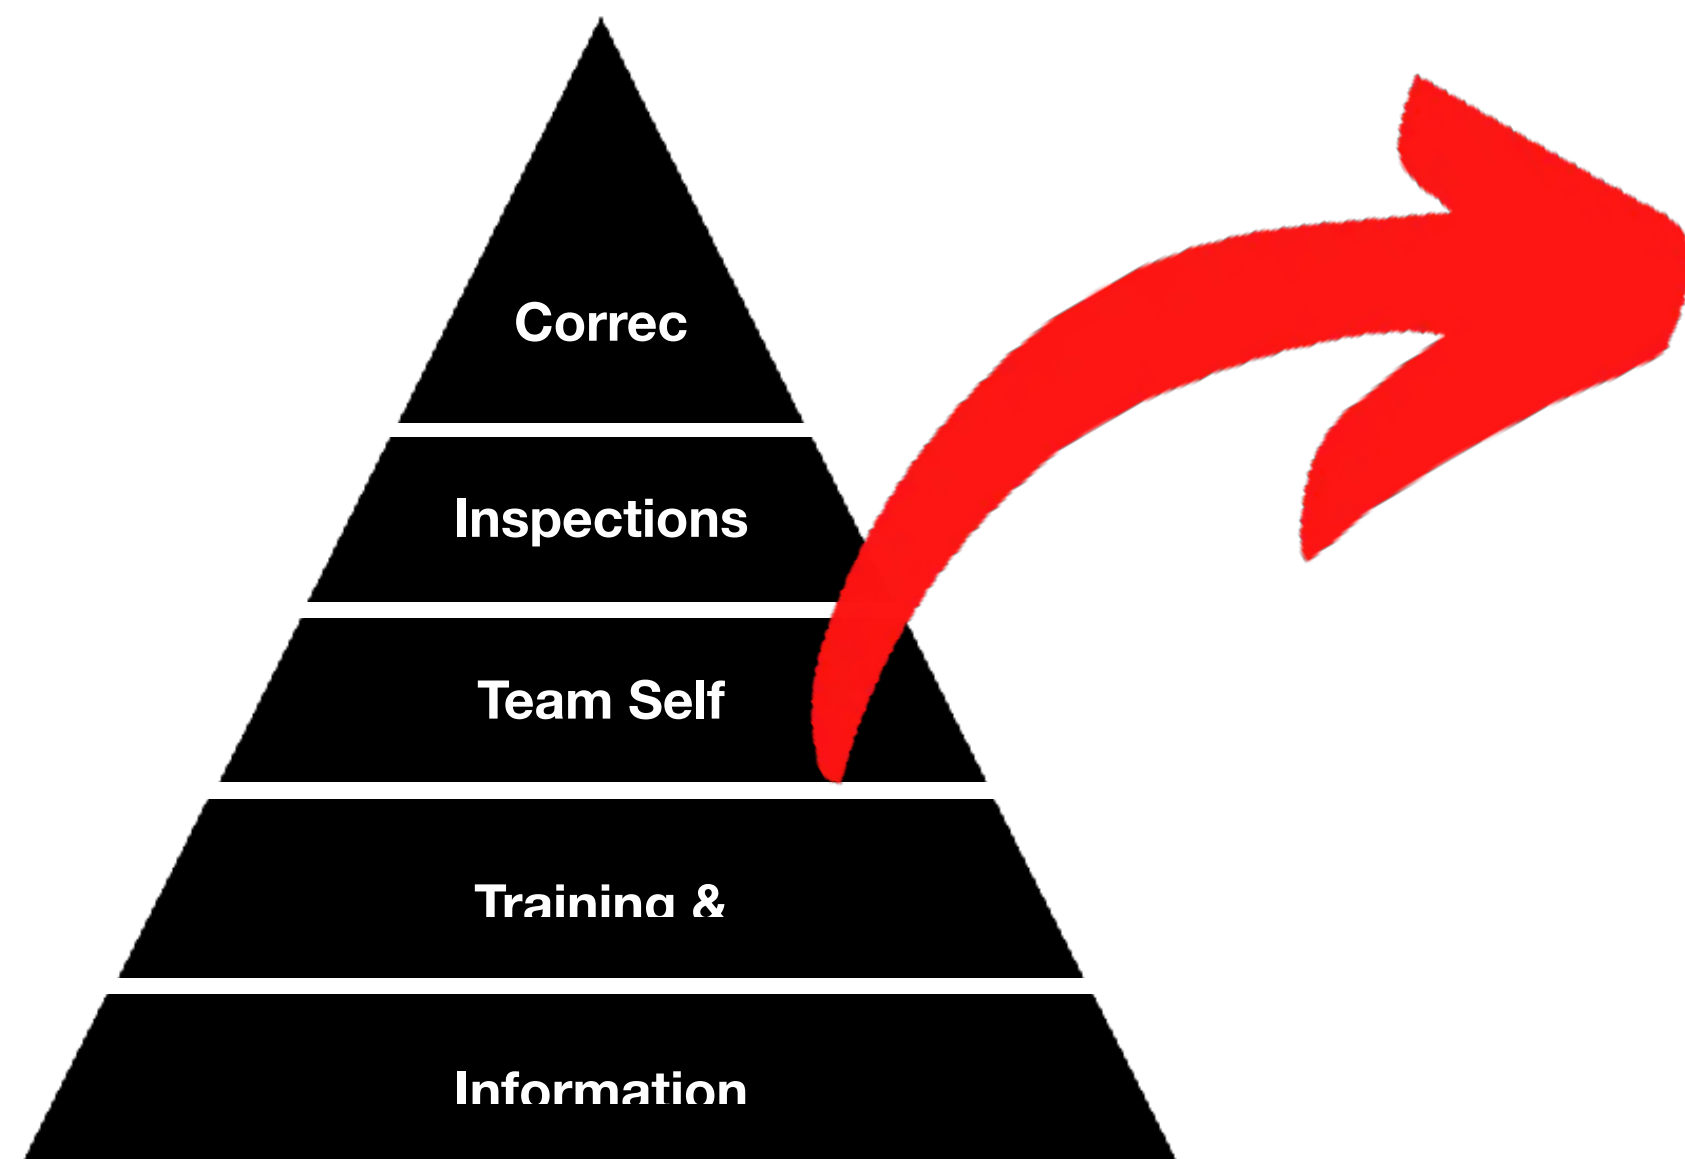 Correc
Inspections
Team Self
Training &
Information